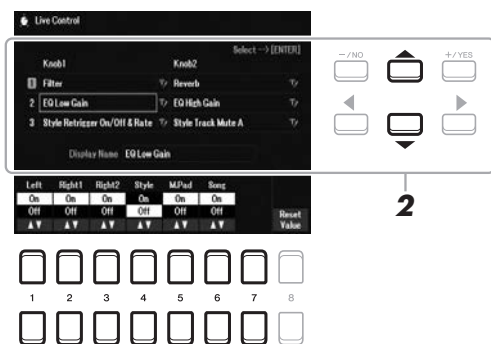 Live Control
Select --> [ENTER]
Knob1 Knob2
1 Filter Reverb
2 EQ Low Gain EQ High Gain
3 Style Retrigger On/Off & Rate Style Track Mute A
Display Name EQ Low Gain
Left Right1 Right2 Style M.Pad Song
On On On On On On
Off Off Off Off Off Off Reset
▲▼ ▲▼ ▲▼ ▲▼ ▲▼ ▲▼ Value
1 2 3 4 5 6 7 8
–/NO +/YES
2